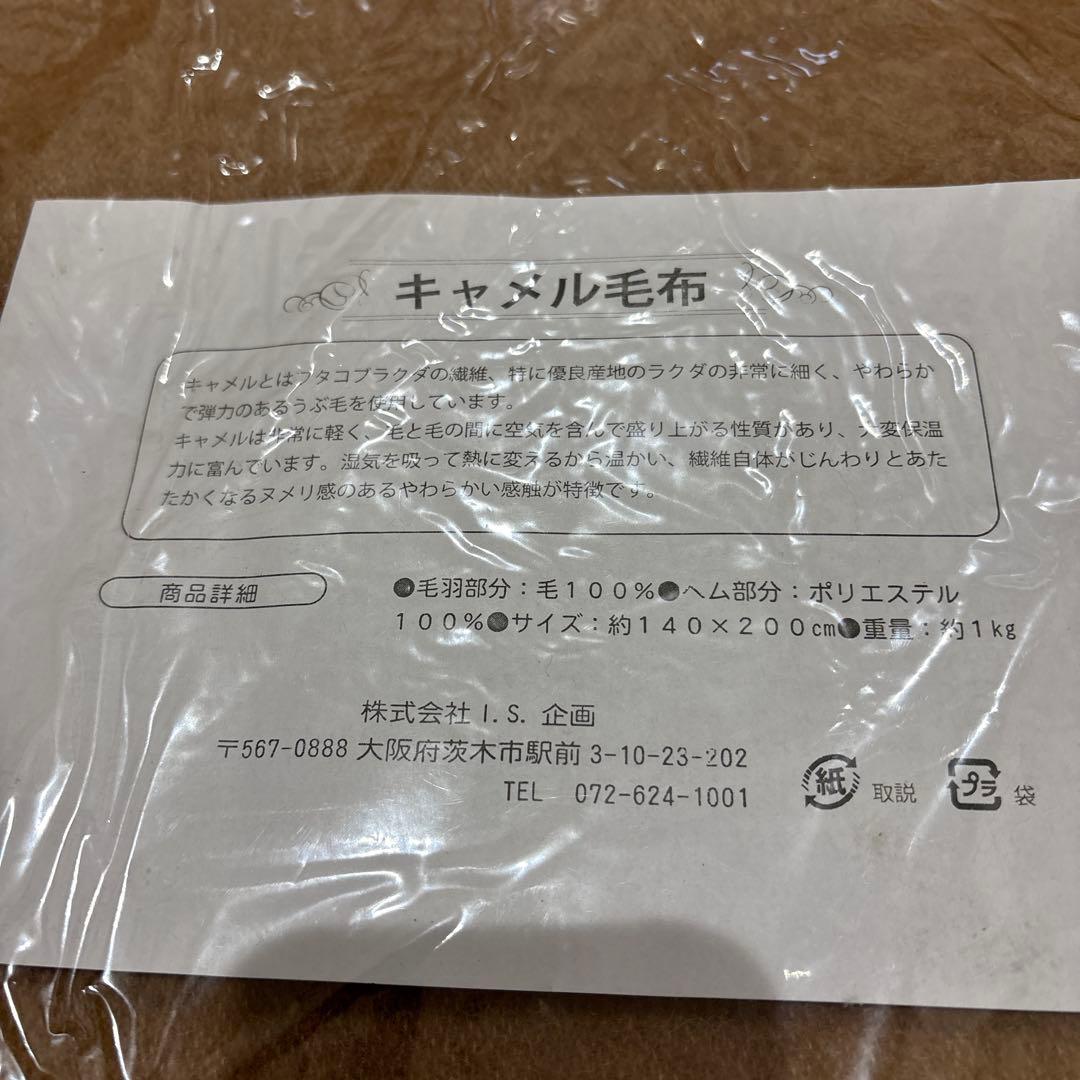 キャメル毛布
キャメルとはフタコブラクダの繊維、特に優良産地のラクダの非常に細く、やわらか
で弾力のあるうぶ毛を使用しています。
キャメルは非常に軽く、毛と毛の間に空気を含んで盛り上がる性質があり、大変保温
力に富んでいます。湿気を吸って熱に変えるから温かい、繊維自体がじんわりとあた
たかくなるヌメリ感のあるやわらかい感触が特徴です。
商品詳細
●毛羽部分：毛１００％●ヘム部分：ポリエステル
１００％●サイズ：約１４０×２００㎝●重量：約１㎏
株式会社 I.S. 企画
〒567-0888 大阪府茨木市駅前 3-10-23-202
TEL 072-624-1001
紙 取説
プラ 袋